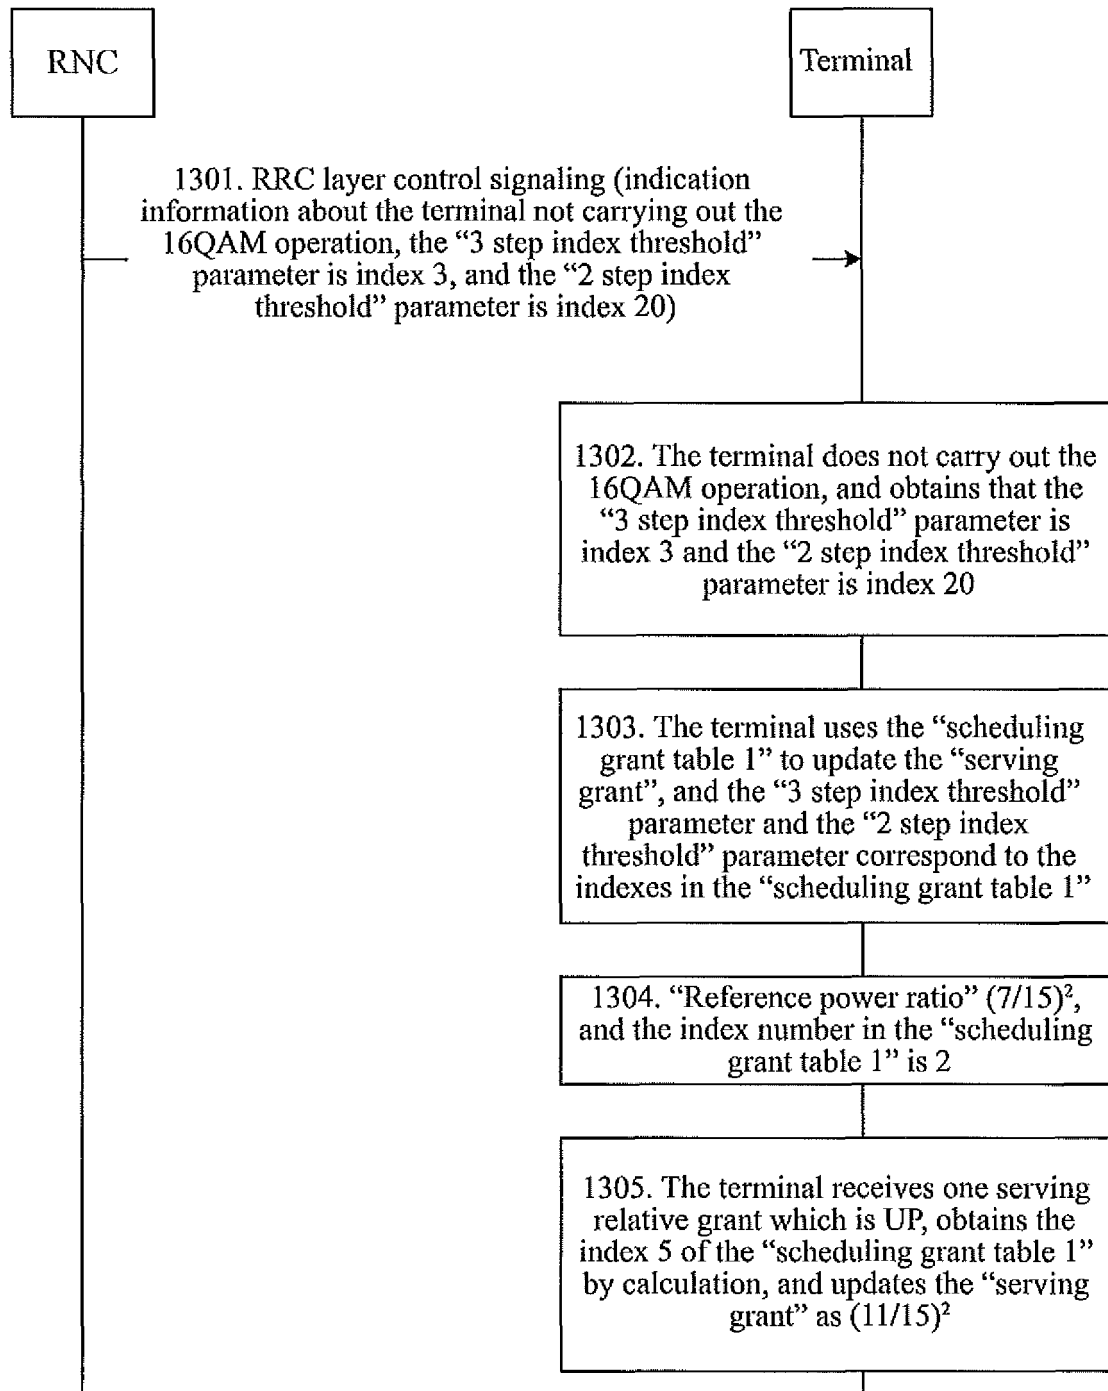 RNC
Terminal
1301. RRC layer control signaling (indication
information about the terminal not carrying out the
16QAM operation, the “3 step index threshold”
parameter is index 3, and the “2 step index
threshold” parameter is index 20)
1302. The terminal does not carry out the
16QAM operation, and obtains that the
“3 step index threshold” parameter is
index 3 and the “2 step index threshold”
parameter is index 20
1303. The terminal uses the “scheduling
grant table 1” to update the “serving
grant”, and the “3 step index threshold”
parameter and the “2 step index
threshold” parameter correspond to the
indexes in the “scheduling grant table 1”
1304. “Reference power ratio” (7/15)²,
and the index number in the “scheduling
grant table 1” is 2
1305. The terminal receives one serving
relative grant which is UP, obtains the
index 5 of the “scheduling grant table 1”
by calculation, and updates the “serving
grant” as (11/15)²